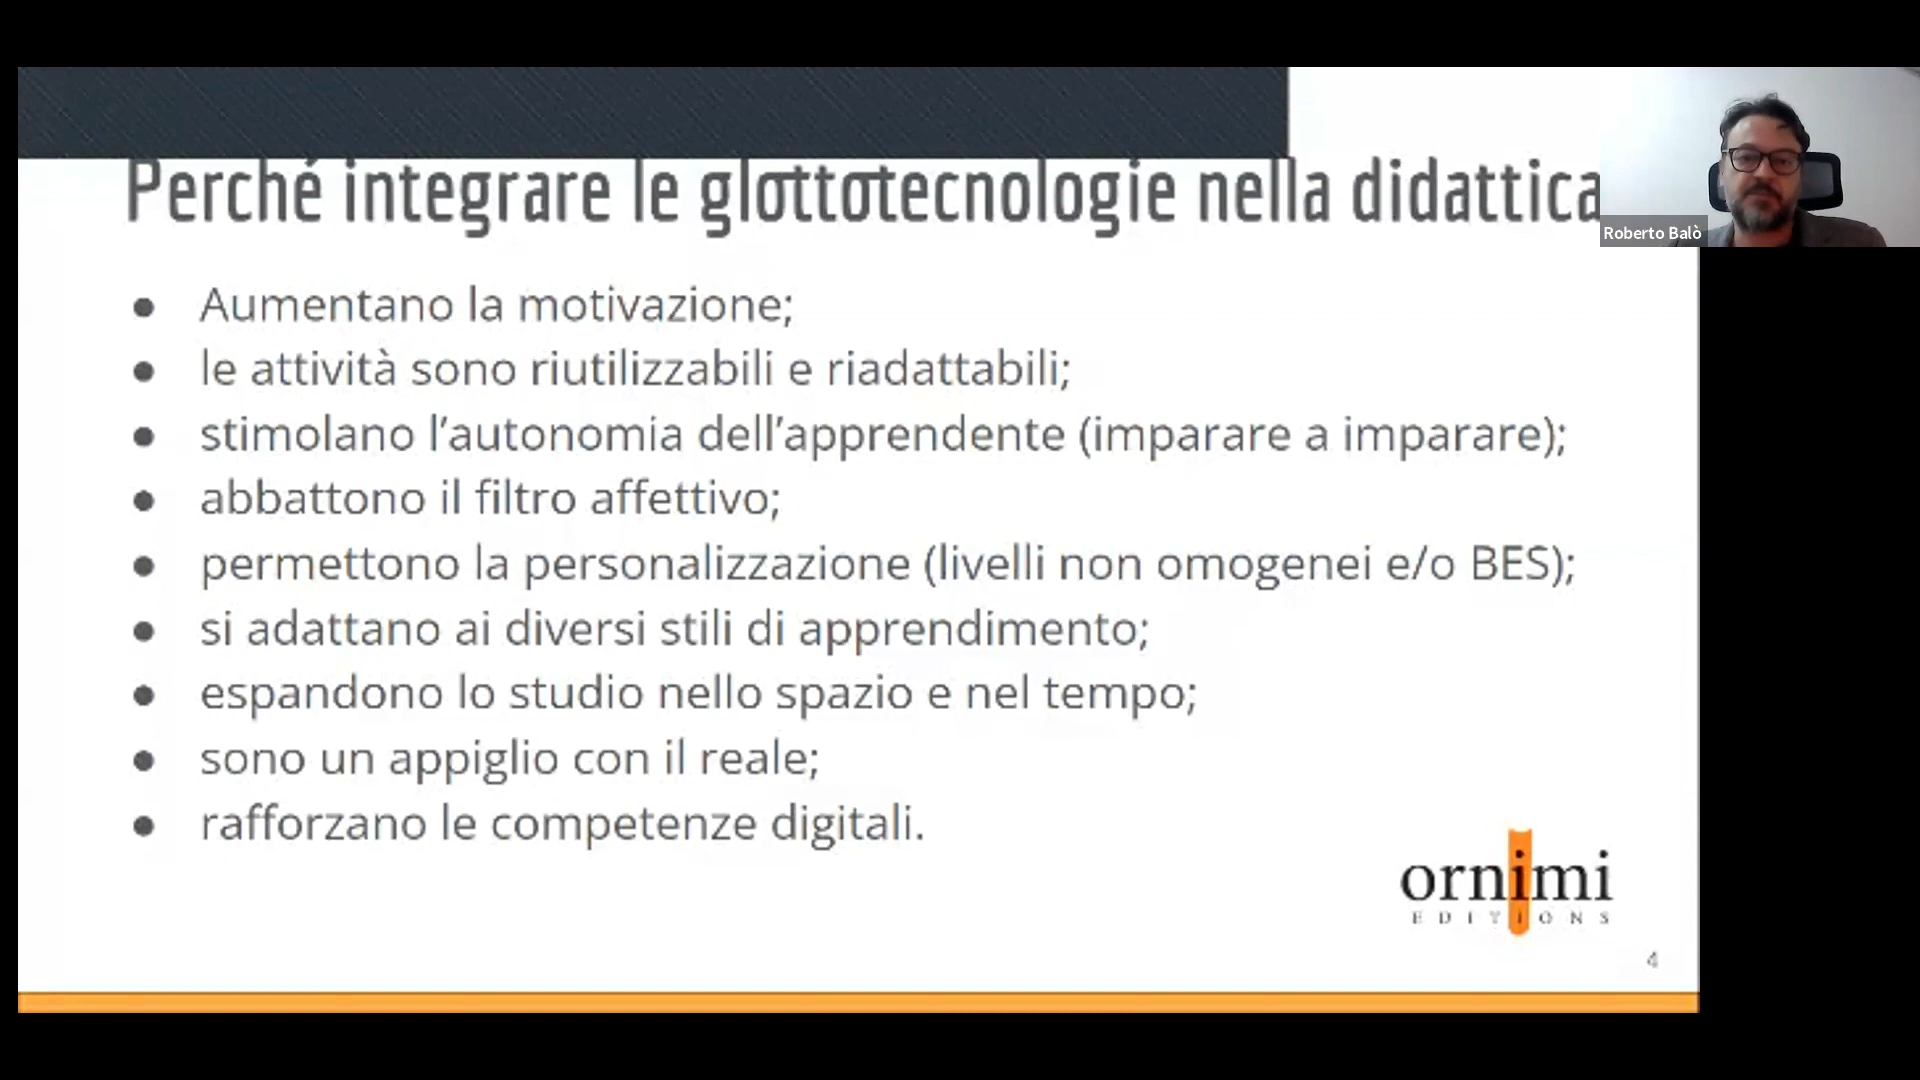 Perché integrare le glottotecnologie nella didattica
Roberto Balò
● Aumentano la motivazione;
● le attività sono riutilizzabili e riadattabili;
● stimolano l’autonomia dell’apprendente (imparare a imparare);
● abbattono il filtro affettivo;
● permettono la personalizzazione (livelli non omogenei e/o BES);
● si adattano ai diversi stili di apprendimento;
● espandono lo studio nello spazio e nel tempo;
● sono un appiglio con il reale;
● rafforzano le competenze digitali.
ornimi
EDITIONS
4